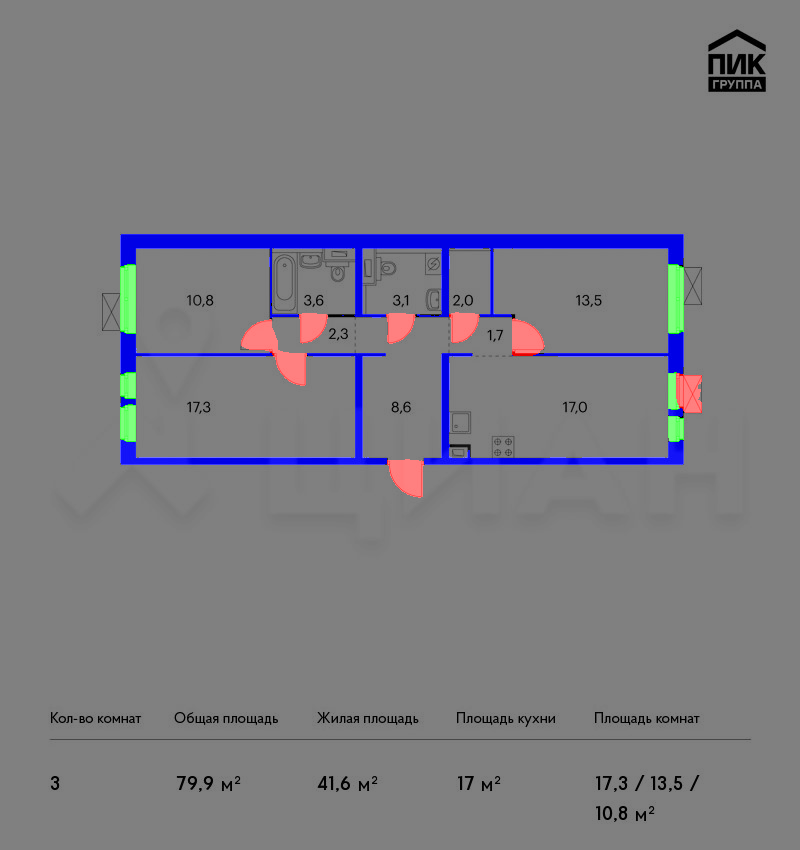 ПИК
ГРУППА
10,8
3,6
3,1
2,0
13,5
2,3
1,7
17,3
8,6
17,0
ЦИАН
Кол-во комнат Общая площадь Жилая площадь Площадь кухни Площадь комнат
3 79,9 м² 41,6 м² 17 м² 17,3 / 13,5 /
10,8 м²